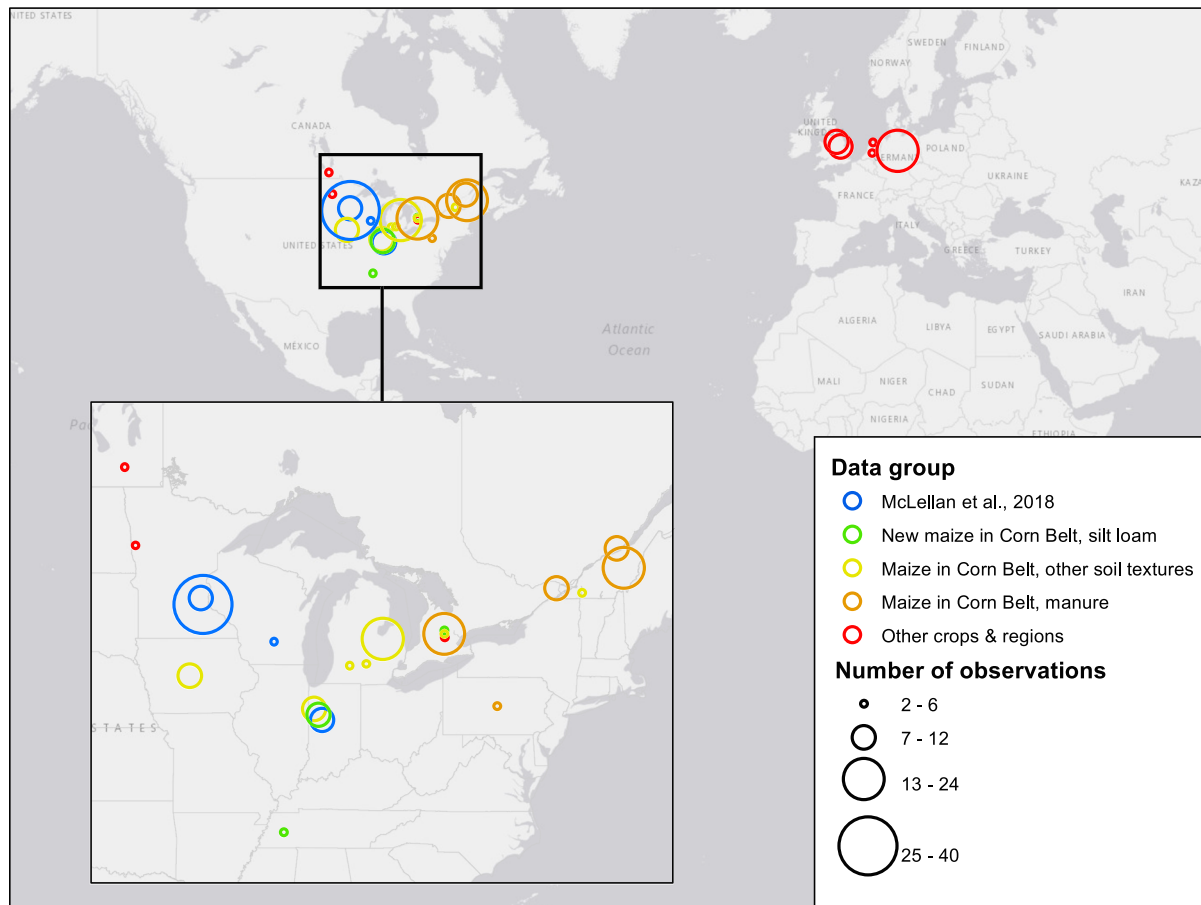 NITED STATES
SWEDEN
FINLAND
NORWAY
CANADA
UNITED
KINGD
POLAND
GERMAN
UKRAINE
FRANCE
KAZ
ITALY
UNITED STATES
GREECE
TURKEY
IRAN
Atlantic
Ocean
ALGERIA
LIBYA
EGYPT
SAUDI ARABIA
MÉXICO
MALI
NIGER
CHAD
SUDAN
Pa
NIGERIA
ETHIOPIA
STATES
Data group
McLellan et al., 2018
New maize in Corn Belt, silt loam
Maize in Corn Belt, other soil textures
Maize in Corn Belt, manure
Other crops & regions
Number of observations
2 - 6
7 - 12
13 - 24
25 - 40